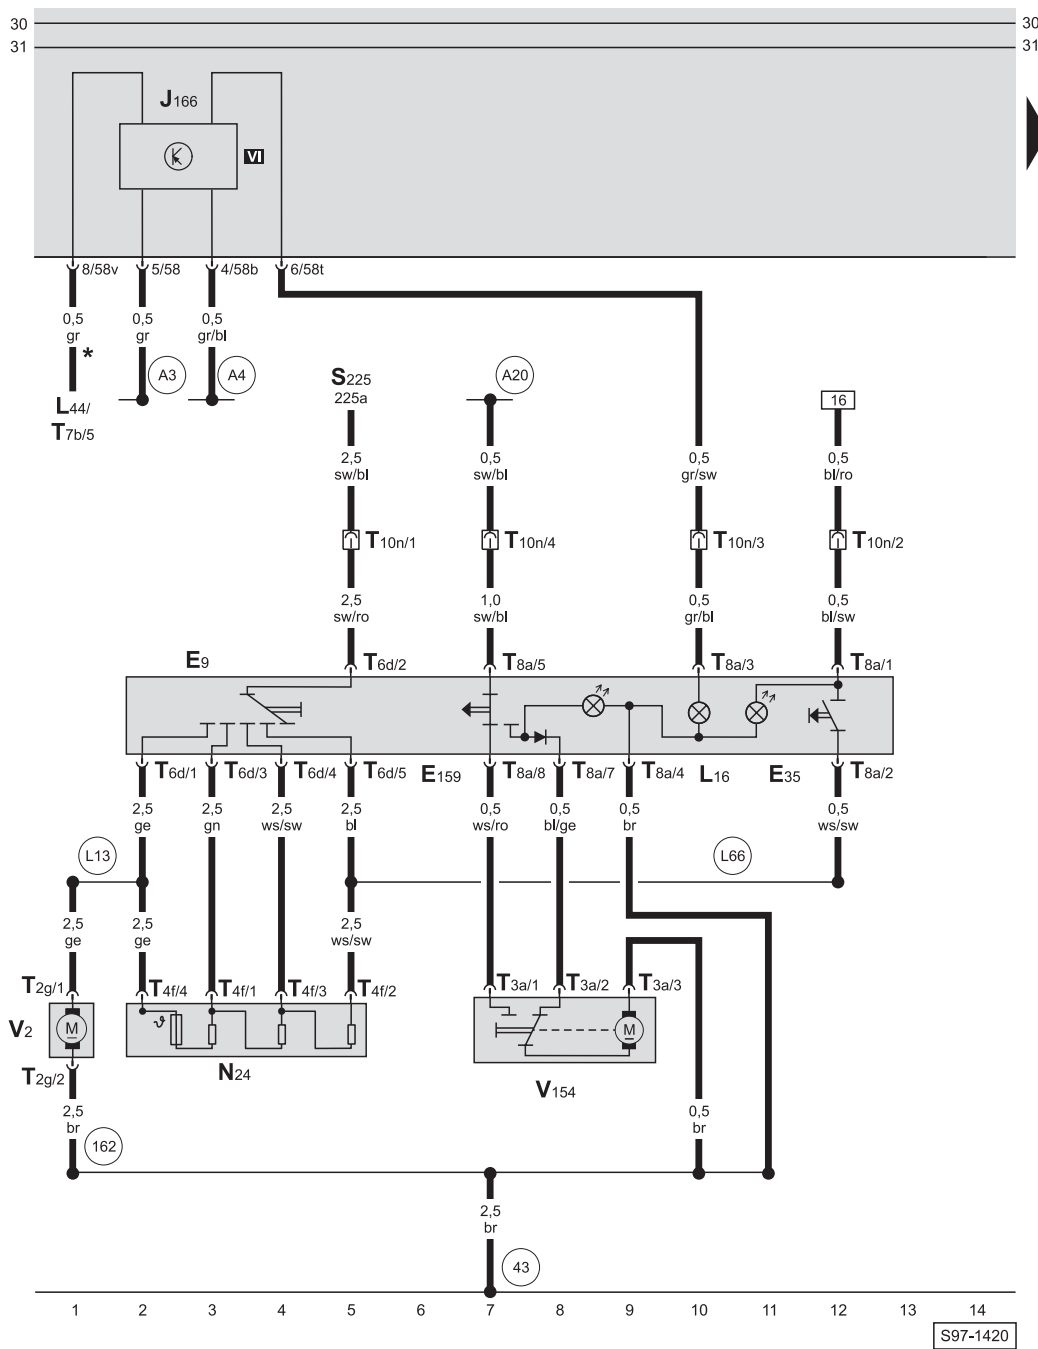 30 30
31 31
J166
VI
8/58v 5/58 4/58b 6/58t
0,5 0,5 0,5
gr gr gr/bl
*
A3 A4 S225 A20
225a 16
L44/
T7b/5
2,5 0,5 0,5 0,5
sw/bl sw/bl gr/sw bl/ro
T10n/1 T10n/4 T10n/3 T10n/2
2,5 1,0 0,5 0,5
sw/ro sw/bl gr/bl bl/sw
E9 T6d/2 T8a/5 T8a/3 T8a/1
T6d/1 T6d/3 T6d/4 T6d/5 E159 T8a/8 T8a/7 T8a/4 L16 E35 T8a/2
2,5 2,5 2,5 2,5 0,5 0,5 0,5 0,5
ge gn ws/sw bl ws/ro bl/ge br ws/sw
L13 L66
2,5 2,5 2,5
ge ge ws/sw
T2g/1 T4f/4 T4f/1 T4f/3 T4f/2 T3a/1 T3a/2 T3a/3
ϑ
V2 M M
T2g/2 N24 V154
2,5 0,5
br br
162
2,5
br
43
1 2 3 4 5 6 7 8 9 10 11 12 13 14
S97-1420